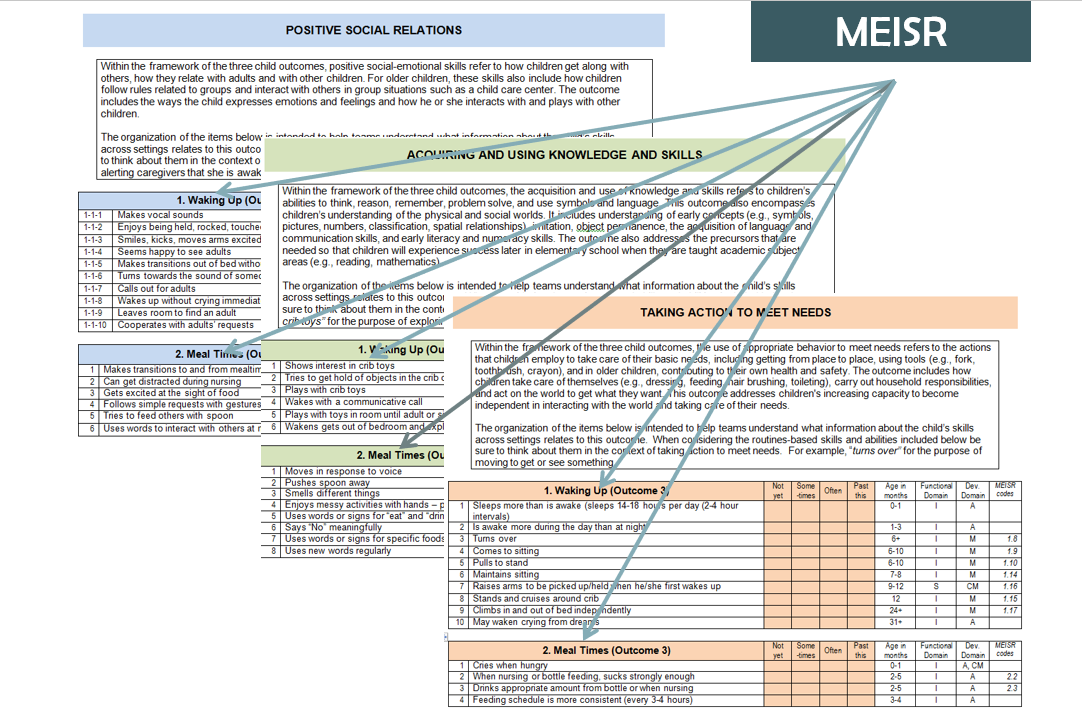 MEISR
POSITIVE SOCIAL RELATIONS
Within the framework of the three child outcomes, positive social-emotional skills refer to how children get along with
others, how they relate with adults and with other children. For older children, these skills also include how children
follow rules related to groups and interact with others in group situations such as a child care center. The outcome
includes the ways the child expresses emotions and feelings and how he or she interacts with and plays with other
children.
The organization of the items below is intended to help teams understand what information about the child's skills
across settings relates to this outco
to think about them in the context o
alerting caregivers that she is awak
1. Waking Up (Ou
1-1-1 Makes vocal sounds
1-1-2 Enjoys being held, rocked, touche
1-1-3 Smiles, kicks, moves arms excited
1-1-4 Seems happy to see adults
1-1-5 Makes transitions out of bed witho
1-1-6 Turns towards the sound of somec
1-1-7 Calls out for adults
1-1-8 Wakes up without crying immediat
1-1-9 Leaves room to find an adult
1-1-10 Cooperates with adults' requests
2. Meal Times (Ou
1 Makes transitions to and from mealtim
2 Can get distracted during nursing
3 Gets excited at the sight of food
4 Follows simple requests with gestures
5 Tries to feed others with spoon
6 Uses words to interact with others at r
ACQUIRING AND USING KNOWLEDGE AND SKILLS
Within the framework of the three child outcomes, the acquisition and use of knowledge and skills refers to children's
abilities to think, reason, remember, problem solve, and use symbols and language. This outcome also encompasses
children's understanding of the physical and social worlds. It includes understanding of early concepts (e.g., symbols,
pictures, numbers, classification, spatial relationships), imitation, object permanence, the acquisition of language and
communication skills, and early literacy and numeracy skills. The outcome also addresses the precursors that are
needed so that children will experience success later in elementary school when they are taught academic subject
areas (e.g., reading, mathematics).
The organization of the items below is intended to help teams understand what information about the child's skills
across settings relates to this outcor
sure to think about them in the conte
crib toys" for the purpose of explorin
1. Waking Up (Ou
1 Shows interest in crib toys
2 Tries to get hold of objects in the crib o
3 Plays with crib toys
4 Wakes with a communicative call
5 Plays with toys in room until adult or s
6 Wakens gets out of bedroom and expl
2. Meal Times (Ou
1 Moves in response to voice
2 Pushes spoon away
3 Smells different things
4 Enjoys messy activities with hands – p
5 Uses words or signs for "eat" and "drin
6 Says "No" meaningfully
7 Uses words or signs for specific foods
8 Uses new words regularly
TAKING ACTION TO MEET NEEDS
Within the framework of the three child outcomes, the use of appropriate behavior to meet needs refers to the actions
that children employ to take care of their basic needs, including getting from place to place, using tools (e.g., fork,
toothbrush, crayon), and in older children, contributing to their own health and safety. The outcome includes how
children take care of themselves (e.g., dressing, feeding, hair brushing, toileting), carry out household responsibilities,
and act on the world to get what they want. This outcome addresses children's increasing capacity to become
independent in interacting with the world and taking care of their needs.
The organization of the items below is intended to help teams understand what information about the child's skills
across settings relates to this outcome. When considering the routines-based skills and abilities included below be
sure to think about them in the context of taking action to meet needs. For example, "turns over" for the purpose of
moving to get or see something.
1. Waking Up (Outcome 3) Not yet Some -times Often Past this Age in months Functional Domain Dev. Domain MEISR codes
1 Sleeps more than is awake (sleeps 14-18 hours per day (2-4 hour 0-1 I A
intervals)
2 Is awake more during the day than at night 1-3 I A
3 Turns over 6+ I M 1.8
4 Comes to sitting 6-10 I M 1.9
5 Pulls to stand 6-10 I M 1.10
6 Maintains sitting 7-8 I M 1.14
7 Raises arms to be picked up/held when he/she first wakes up 9-12 S CM 1.16
8 Stands and cruises around crib 12 I M 1.15
9 Climbs in and out of bed independently 24+ I M 1.17
10 May waken crying from dreams 31+ I A
2. Meal Times (Outcome 3) Not yet Some -times Often Past this Age in months Functional Domain Dev. Domain MEISR codes
1 Cries when hungry 0-1 I A, CM
2 When nursing or bottle feeding, sucks strongly enough 2-5 I A 2.2
3 Drinks appropriate amount from bottle or when nursing 2-5 I A 2.3
4 Feeding schedule is more consistent (every 3-4 hours) 3-4 I A